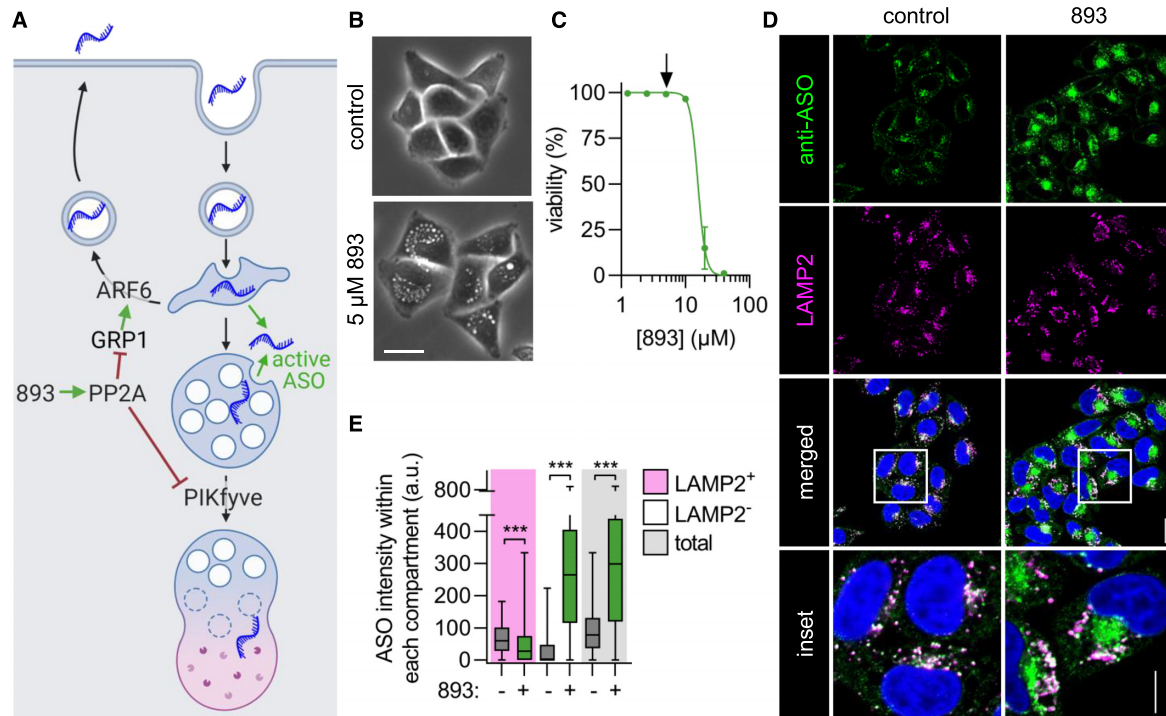 A
ARF6
GRP1
893
PP2A
active
ASO
PIKfyve
B
control
5 µM 893
C
viability (%)
100
75
50
25
0
1
10
100
[893] (µM)
D
control
893
anti-ASO
LAMP2
merged
inset
E
ASO intensity within
each compartment (a.u.)
800
400
300
200
100
0
***
***
***
893:
- + - + - +
LAMP2+
LAMP2-
total